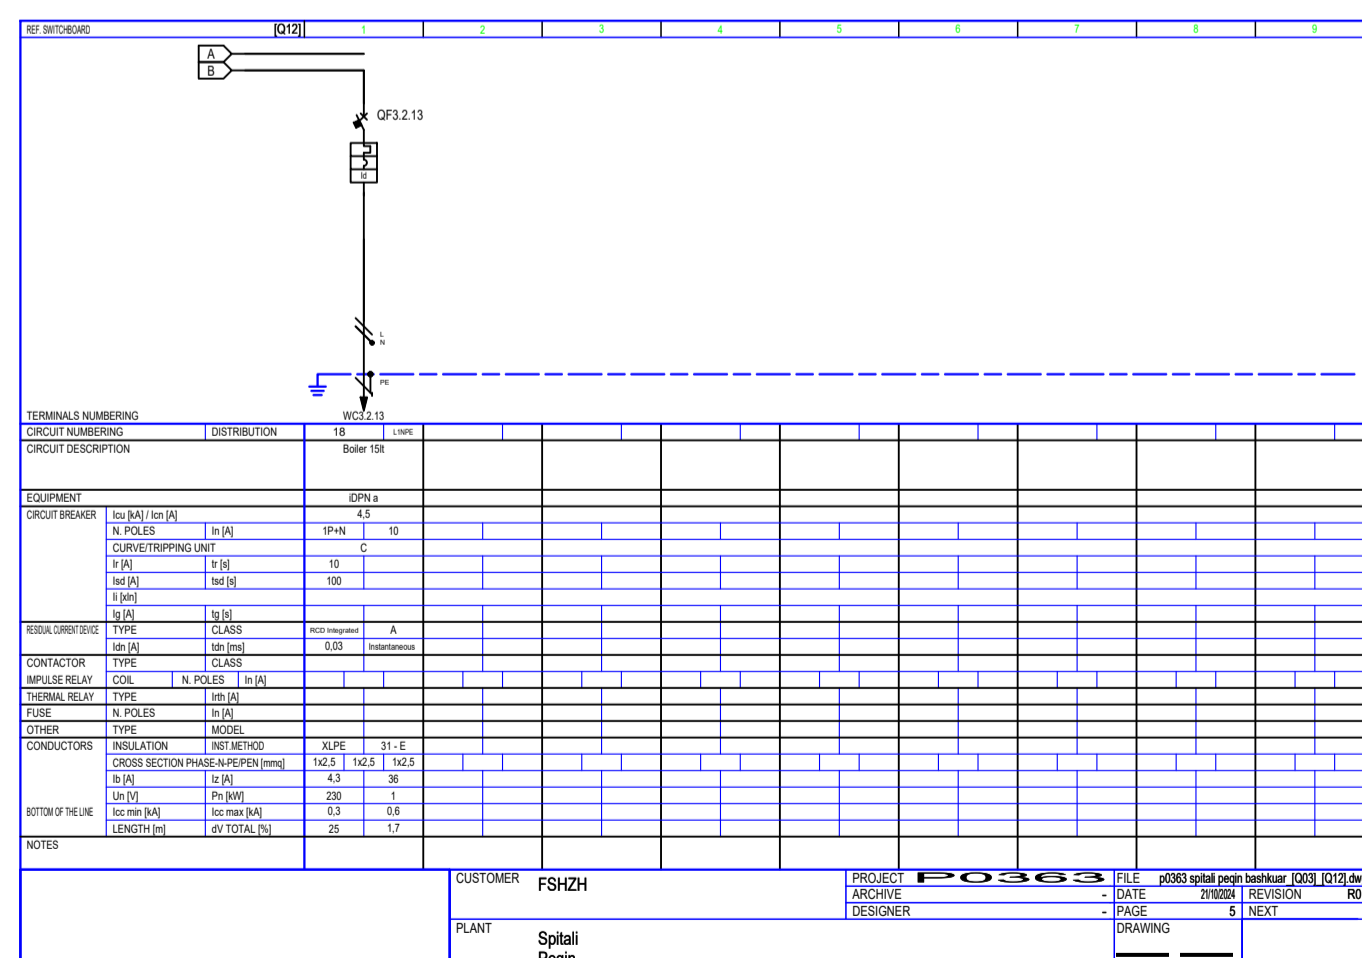 REF. SWITCHBOARD [Q12] 1 2 3 4 5 6 7 8 9
A
B
QF3.2.13
Id
L
N
PE
TERMINALS NUMBERING WC3.2.13
CIRCUIT NUMBERING DISTRIBUTION 18 L1NPE
CIRCUIT DESCRIPTION Boiler 15lt
EQUIPMENT iDPN a
CIRCUIT BREAKER Icu [kA] / Icn [A] 4,5
N. POLES In [A] 1P+N 10
CURVE/TRIPPING UNIT C
Ir [A] tr [s] 10
Isd [A] tsd [s] 100
Ii [xIn]
Ig [A] tg [s]
RESIDUAL CURRENT DEVICE TYPE CLASS RCD Integrated A
Idn [A] tdn [ms] 0,03 Instantaneous
CONTACTOR TYPE CLASS
IMPULSE RELAY COIL N. POLES In [A]
THERMAL RELAY TYPE Irth [A]
FUSE N. POLES In [A]
OTHER TYPE MODEL
CONDUCTORS INSULATION INST.METHOD XLPE 31 - E
CROSS SECTION PHASE-N-PE/PEN [mmq] 1x2,5 1x2,5 1x2,5
Ib [A] Iz [A] 4,3 36
Un [V] Pn [kW] 230 1
BOTTOM OF THE LINE Icc min [kA] Icc max [kA] 0,3 0,6
LENGTH [m] dV TOTAL [%] 25 1,7
NOTES
CUSTOMER FSHZH PROJECT P0363 FILE p0363 spitali peqin bashkuar_[Q03]_[Q12].dw
ARCHIVE - DATE 21/10/2024 REVISION R0
DESIGNER - PAGE 5 NEXT
PLANT Spitali DRAWING
Peqin